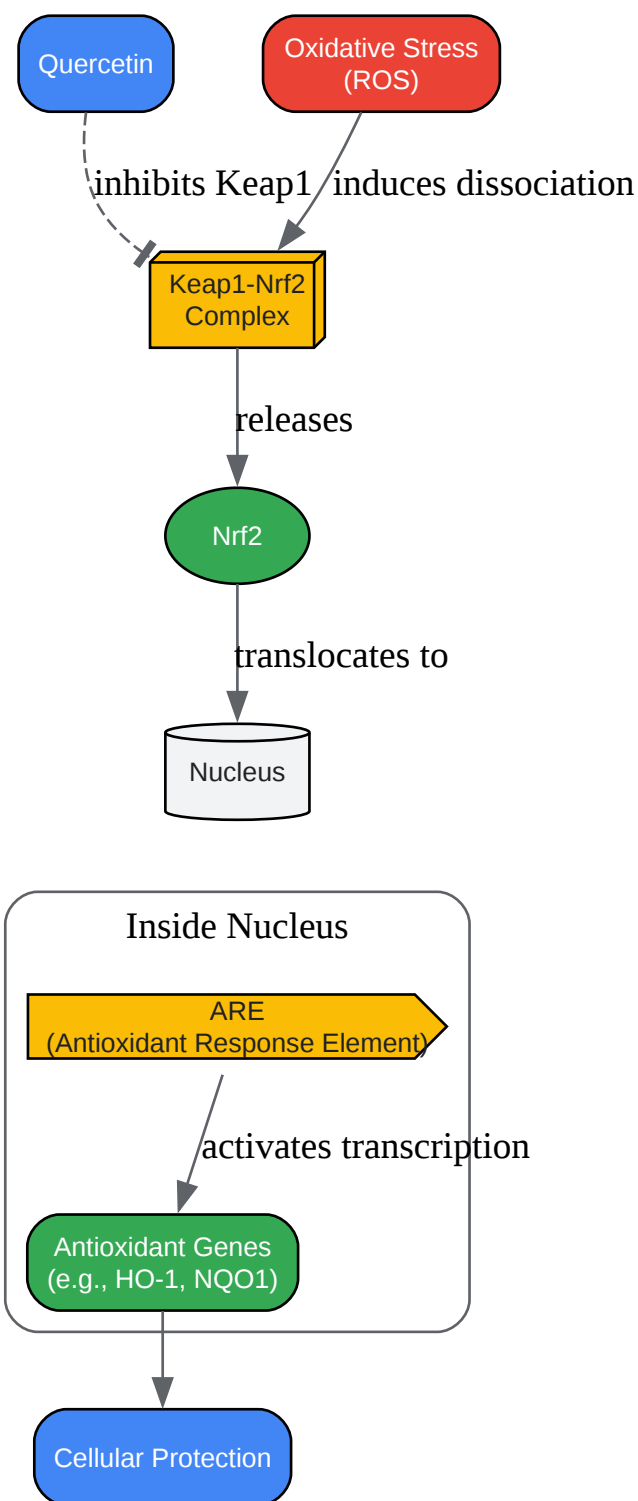 Quercetin
Oxidative Stress
(ROS)
inhibits Keap1
induces dissociation
Keap1-Nrf2
Complex
releases
Nrf2
translocates to
Nucleus
Inside Nucleus
ARE
(Antioxidant Response Element)
activates transcription
Antioxidant Genes
(e.g., HO-1, NQO1)
Cellular Protection